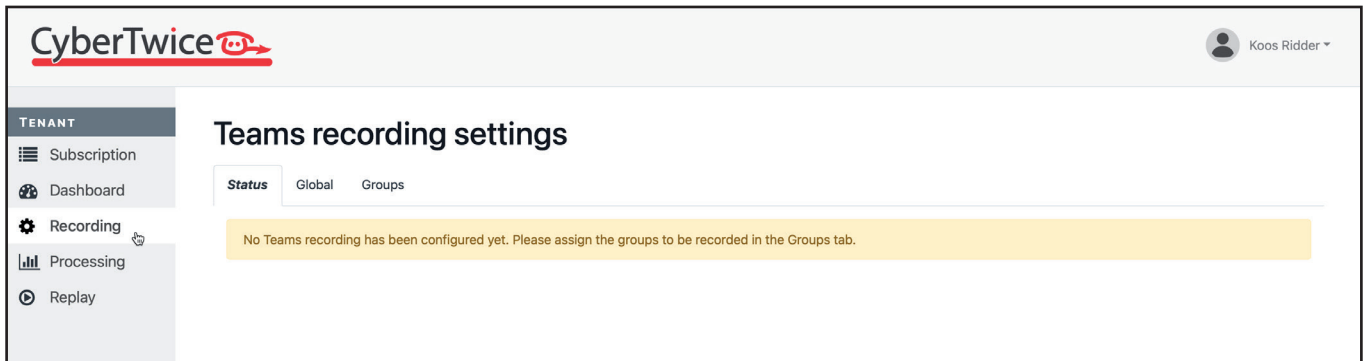 CyberTwice
Koos Ridder
TENANT
Subscription
Dashboard
Recording
Processing
Replay
Teams recording settings
Status Global Groups
No Teams recording has been configured yet. Please assign the groups to be recorded in the Groups tab.